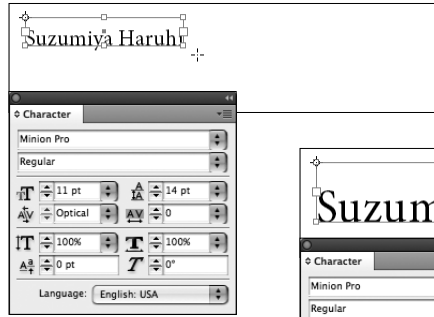 Suzumiya Haruhi
Character
Minion Pro
Regular
11 pt 14 pt
Optical 0
100% 100%
0 pt 0°
Language: English: USA
Suzum
Character
Minion Pro
Regular